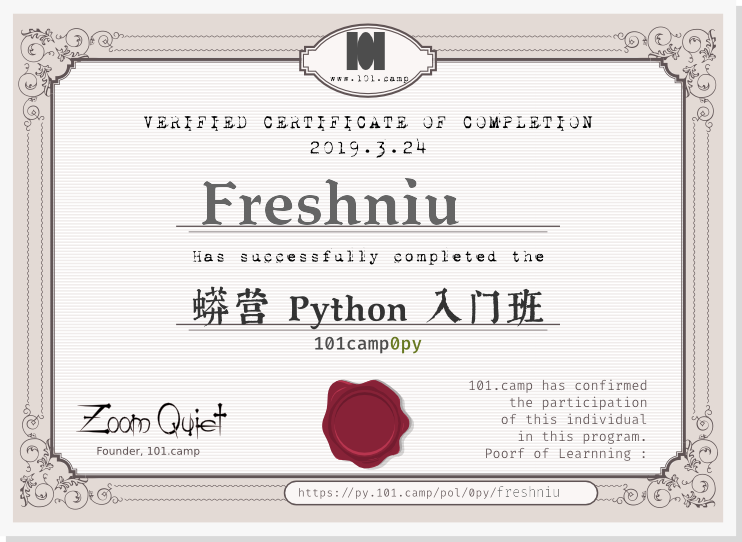 101
www.101.camp
VERIFIED CERTIFICATE OF COMPLETION
2019.3.24
Freshniu
Has successfully completed the
蟒营 Python 入门班
101camp0py
101.camp has confirmed
the participation
of this individual
in this program.
Poorf of Learnning :
Zoom Quiet
Founder, 101.camp
https://py.101.camp/pol/0py/freshniu